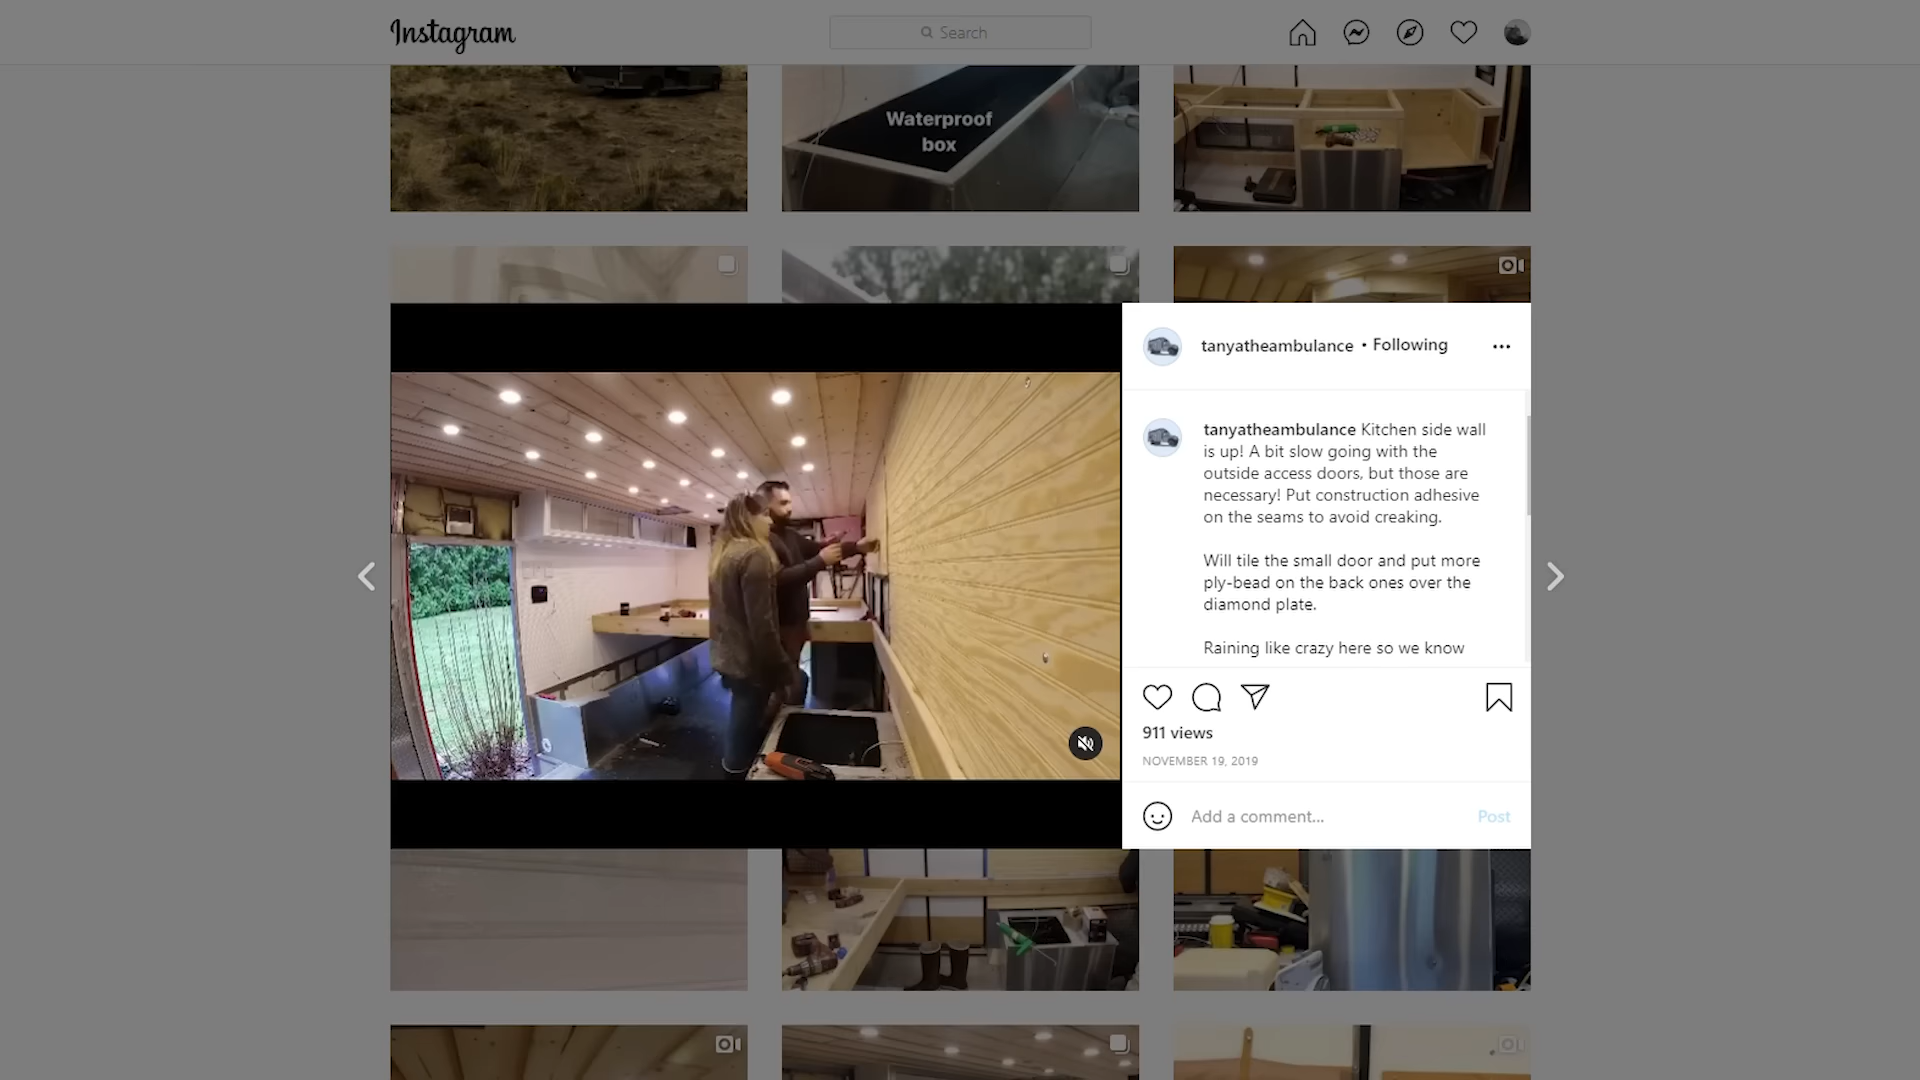 Instagram
Search
Waterproof
box
tanyatheambulance • Following
tanyatheambulance Kitchen side wall
is up! A bit slow going with the
outside access doors, but those are
necessary! Put construction adhesive
on the seams to avoid creaking.
Will tile the small door and put more
ply-bead on the back ones over the
diamond plate.
Raining like crazy here so we know
911 views
NOVEMBER 19, 2019
Add a comment...
Post